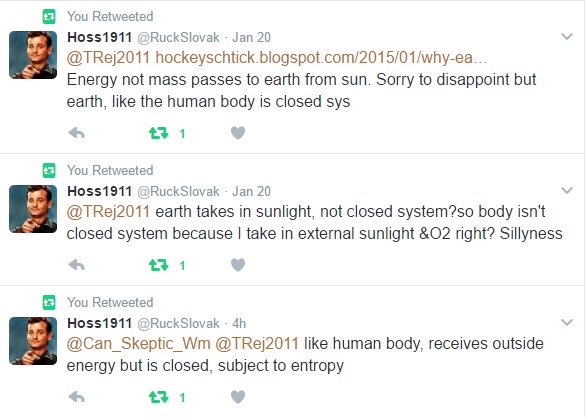 You Retweeted
Hoss1911 @RuckSlovak · Jan 20
@TRej2011 hockeyschtick.blogspot.com/2015/01/why-ea...
Energy not mass passes to earth from sun. Sorry to disappoint but
earth, like the human body is closed sys
1
You Retweeted
Hoss1911 @RuckSlovak · Jan 20
@TRej2011 earth takes in sunlight, not closed system?so body isn't
closed system because I take in external sunlight &O2 right? Sillyness
1
You Retweeted
Hoss1911 @RuckSlovak · 4h
@Can_Skeptic_Wm @TRej2011 like human body, receives outside
energy but is closed, subject to entropy
1